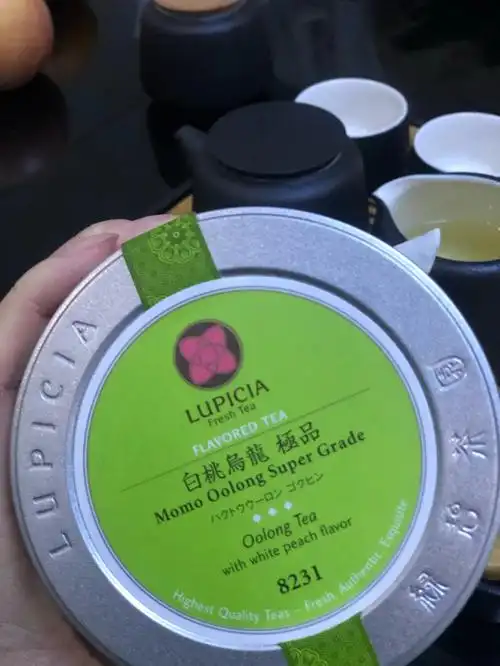 LUPICIA
LUPICIA
Fresh Tea
FLAVORED TEA
白桃烏龍 極品
Momo Oolong Super Grade
ハクトウウーロン ゴクヒン
Oolong Tea
with white peach flavor
8231
Highest Quality Teas - Fresh Authentic Exquisite
緑碧茶園